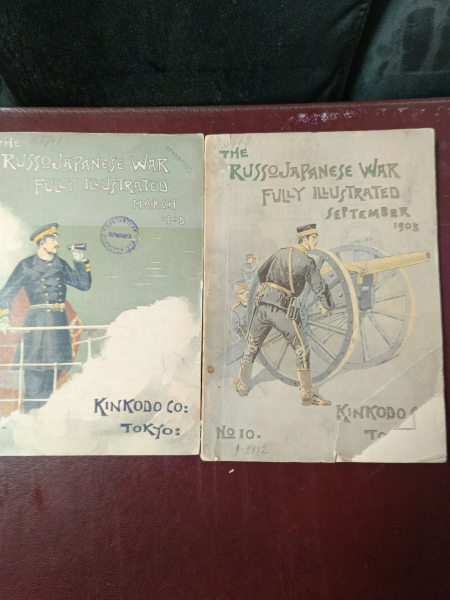 THE
RUSSO JAPANESE WAR
FULLY ILLUSTRATED
MARCH
1905
KINKODO CO:
TOKYO:
THE
RUSSO JAPANESE WAR
FULLY ILLUSTRATED
SEPTEMBER
1905
KINKODO
NO 10.